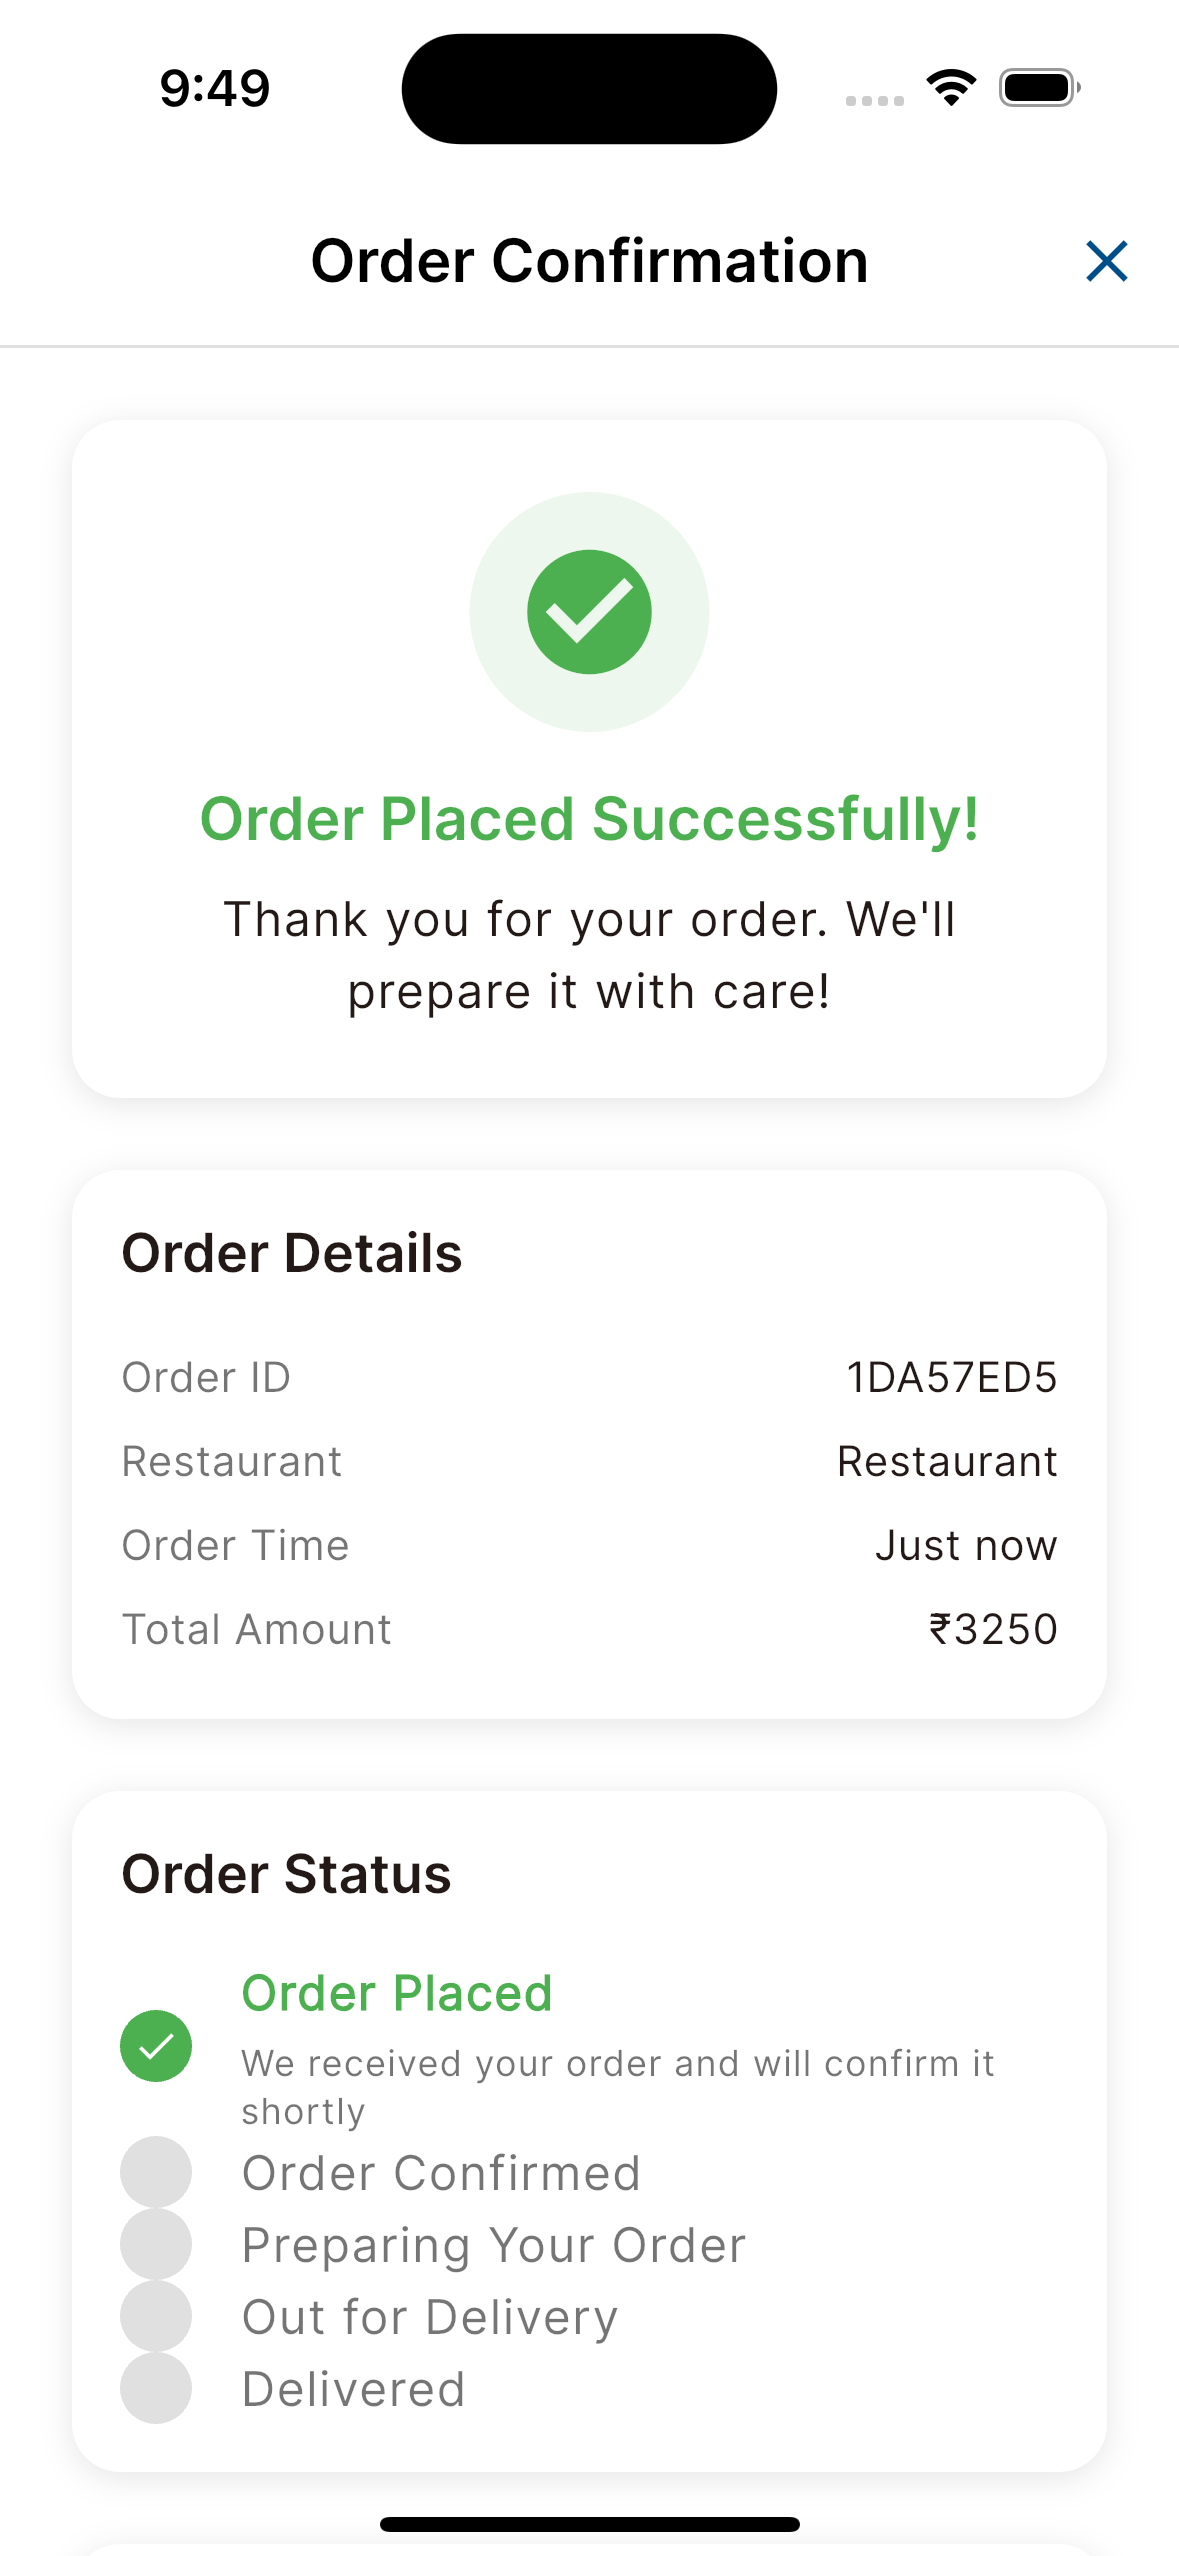 9:49
Order Confirmation
Order Placed Successfully!
Thank you for your order. We'll
prepare it with care!
Order Details
Order ID 1DA57ED5
Restaurant Restaurant
Order Time Just now
Total Amount ₹3250
Order Status
Order Placed
We received your order and will confirm it
shortly
Order Confirmed
Preparing Your Order
Out for Delivery
Delivered